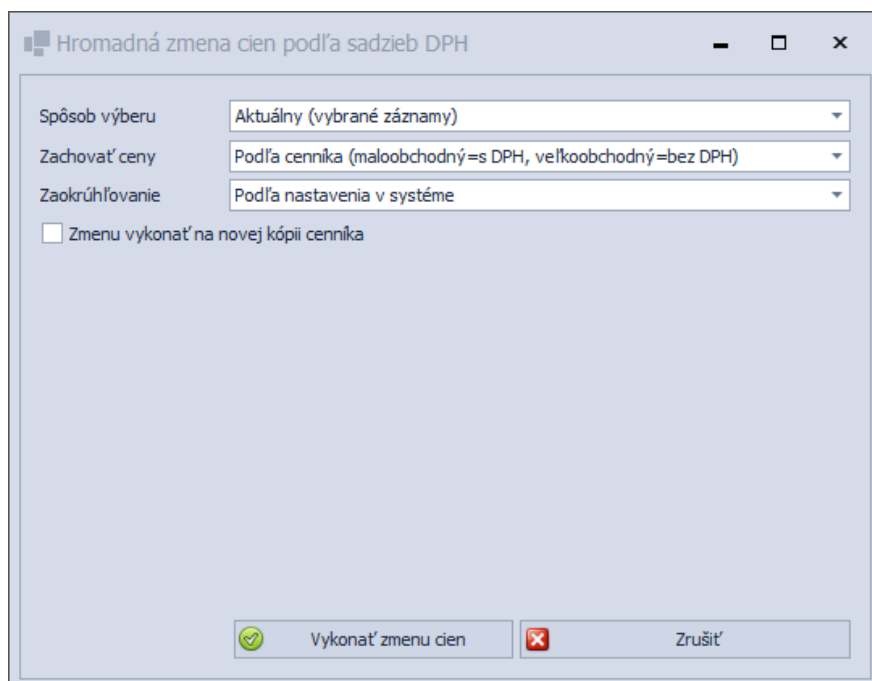 Hromadná zmena cien podľa sadzieb DPH
Spôsob výberu Aktuálny (vybrané záznamy)
Zachovať ceny Podľa cenníka (maloobchodný=s DPH, veľkoobchodný=bez DPH)
Zaokrúhľovanie Podľa nastavenia v systéme
Zmenu vykonať na novej kópii cenníka
Vykonať zmenu cien Zrušiť